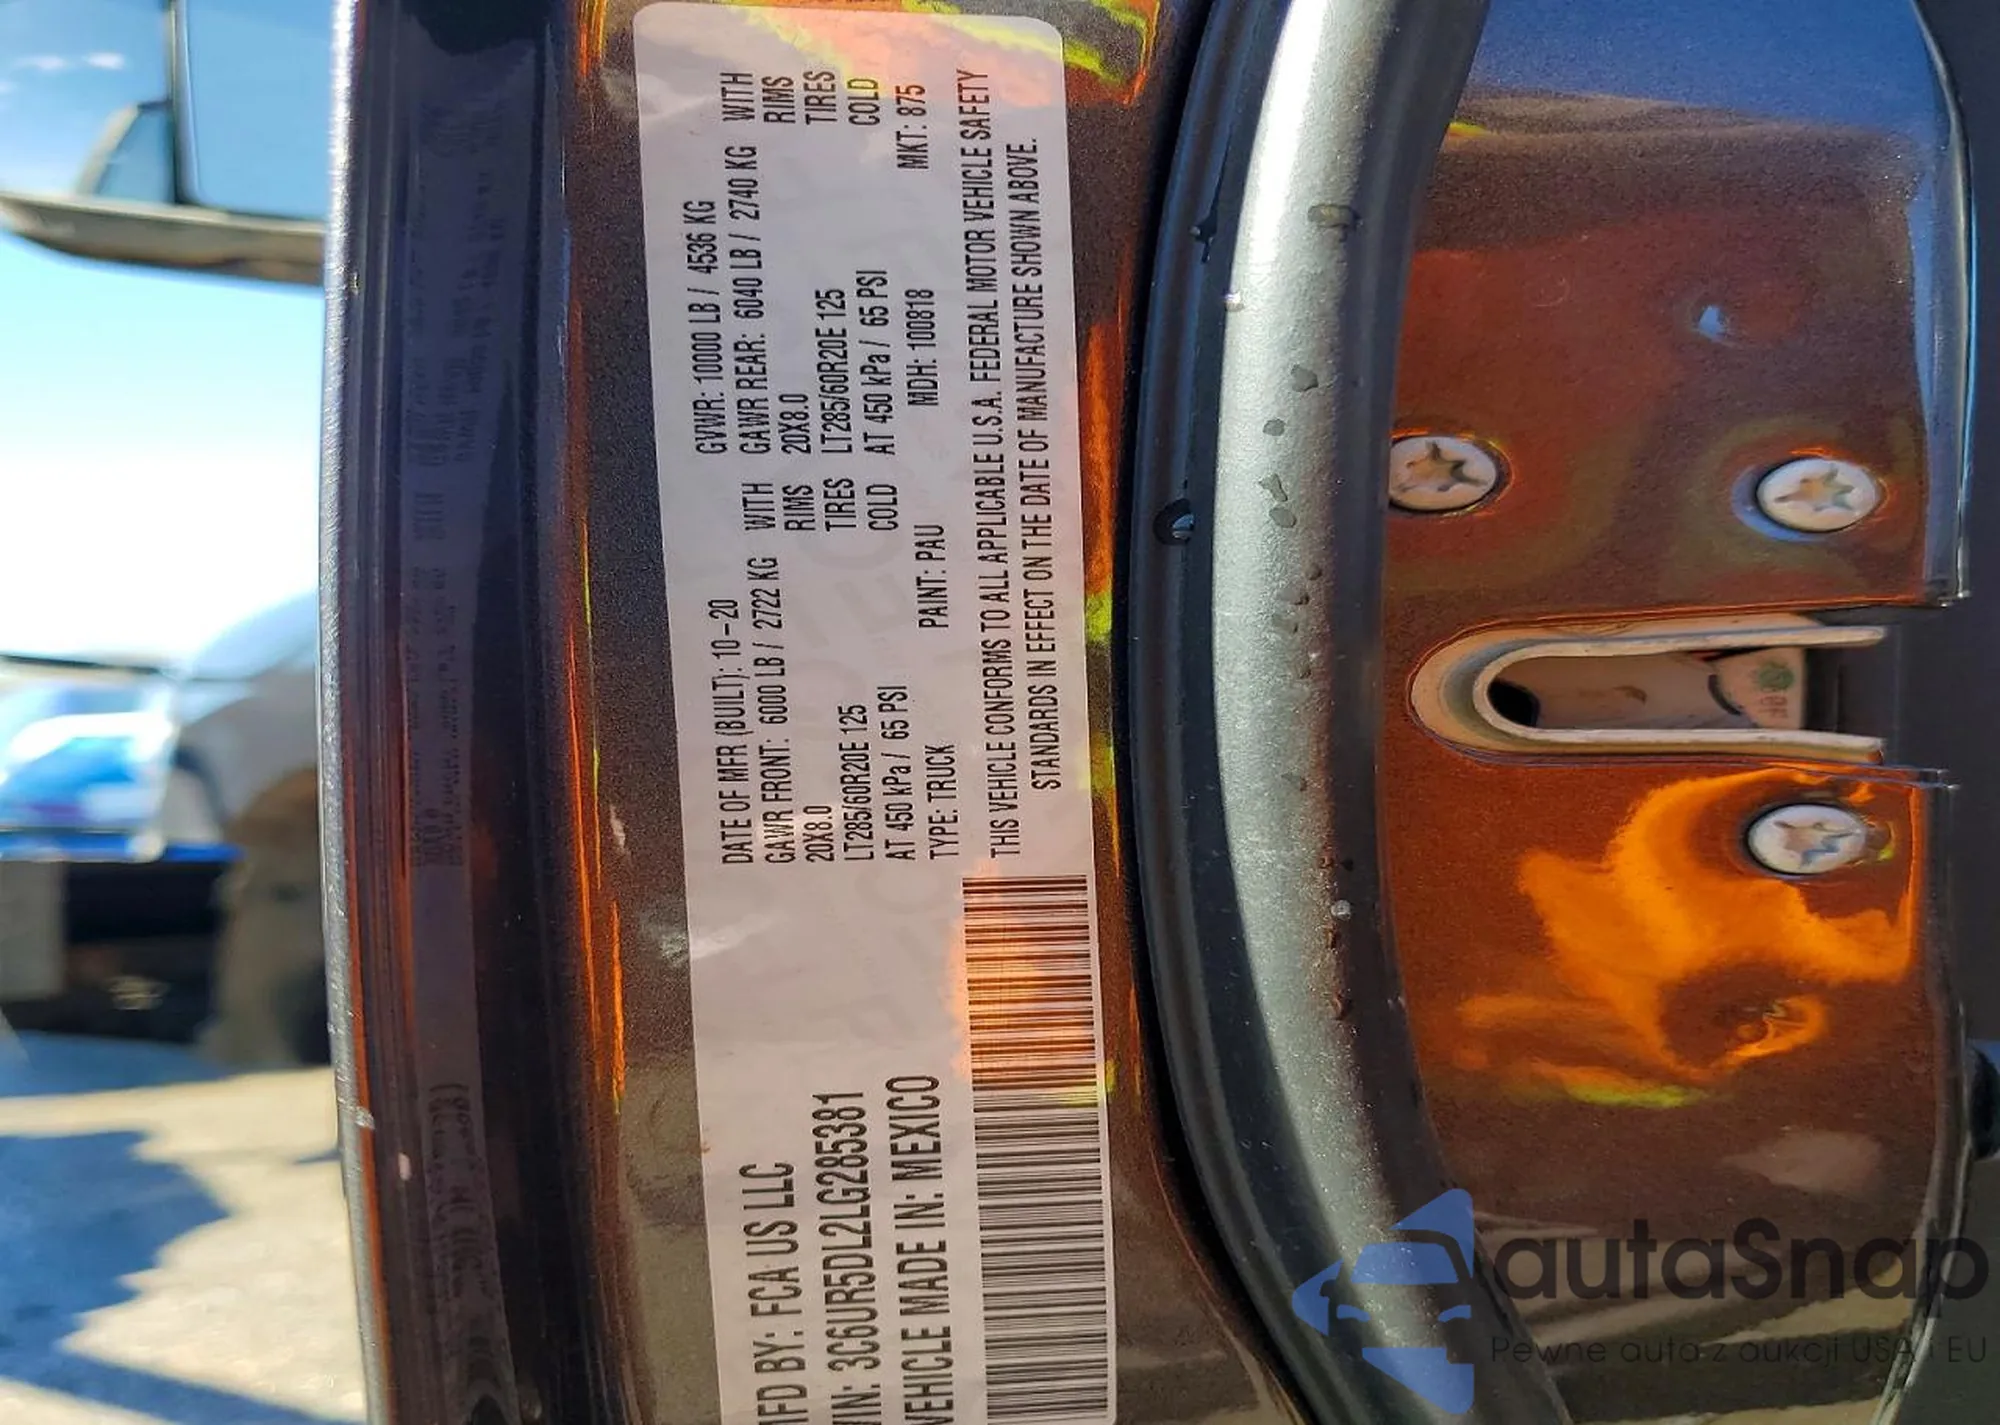 MFD BY: FCA US LLC
VIN: 3C6UR5DL2LG285381
VEHICLE MADE IN: MEXICO
DATE OF MFR (BUILT): 10-20
GVWR: 10000 LB / 4536 KG
GAWR FRONT: 6000 LB / 2722 KG WITH
GAWR REAR: 6040 LB / 2740 KG WITH
20X8.0 RIMS
20X8.0 RIMS
LT285/60R20E 125 TIRES
LT285/60R20E 125 TIRES
AT 450 kPa / 65 PSI COLD
AT 450 kPa / 65 PSI COLD
TYPE: TRUCK PAINT: PAU MDH: 100818 MKT: 875
THIS VEHICLE CONFORMS TO ALL APPLICABLE U.S.A. FEDERAL MOTOR VEHICLE SAFETY
STANDARDS IN EFFECT ON THE DATE OF MANUFACTURE SHOWN ABOVE.
autaSnap
Pewne auta z aukcji USA i EU